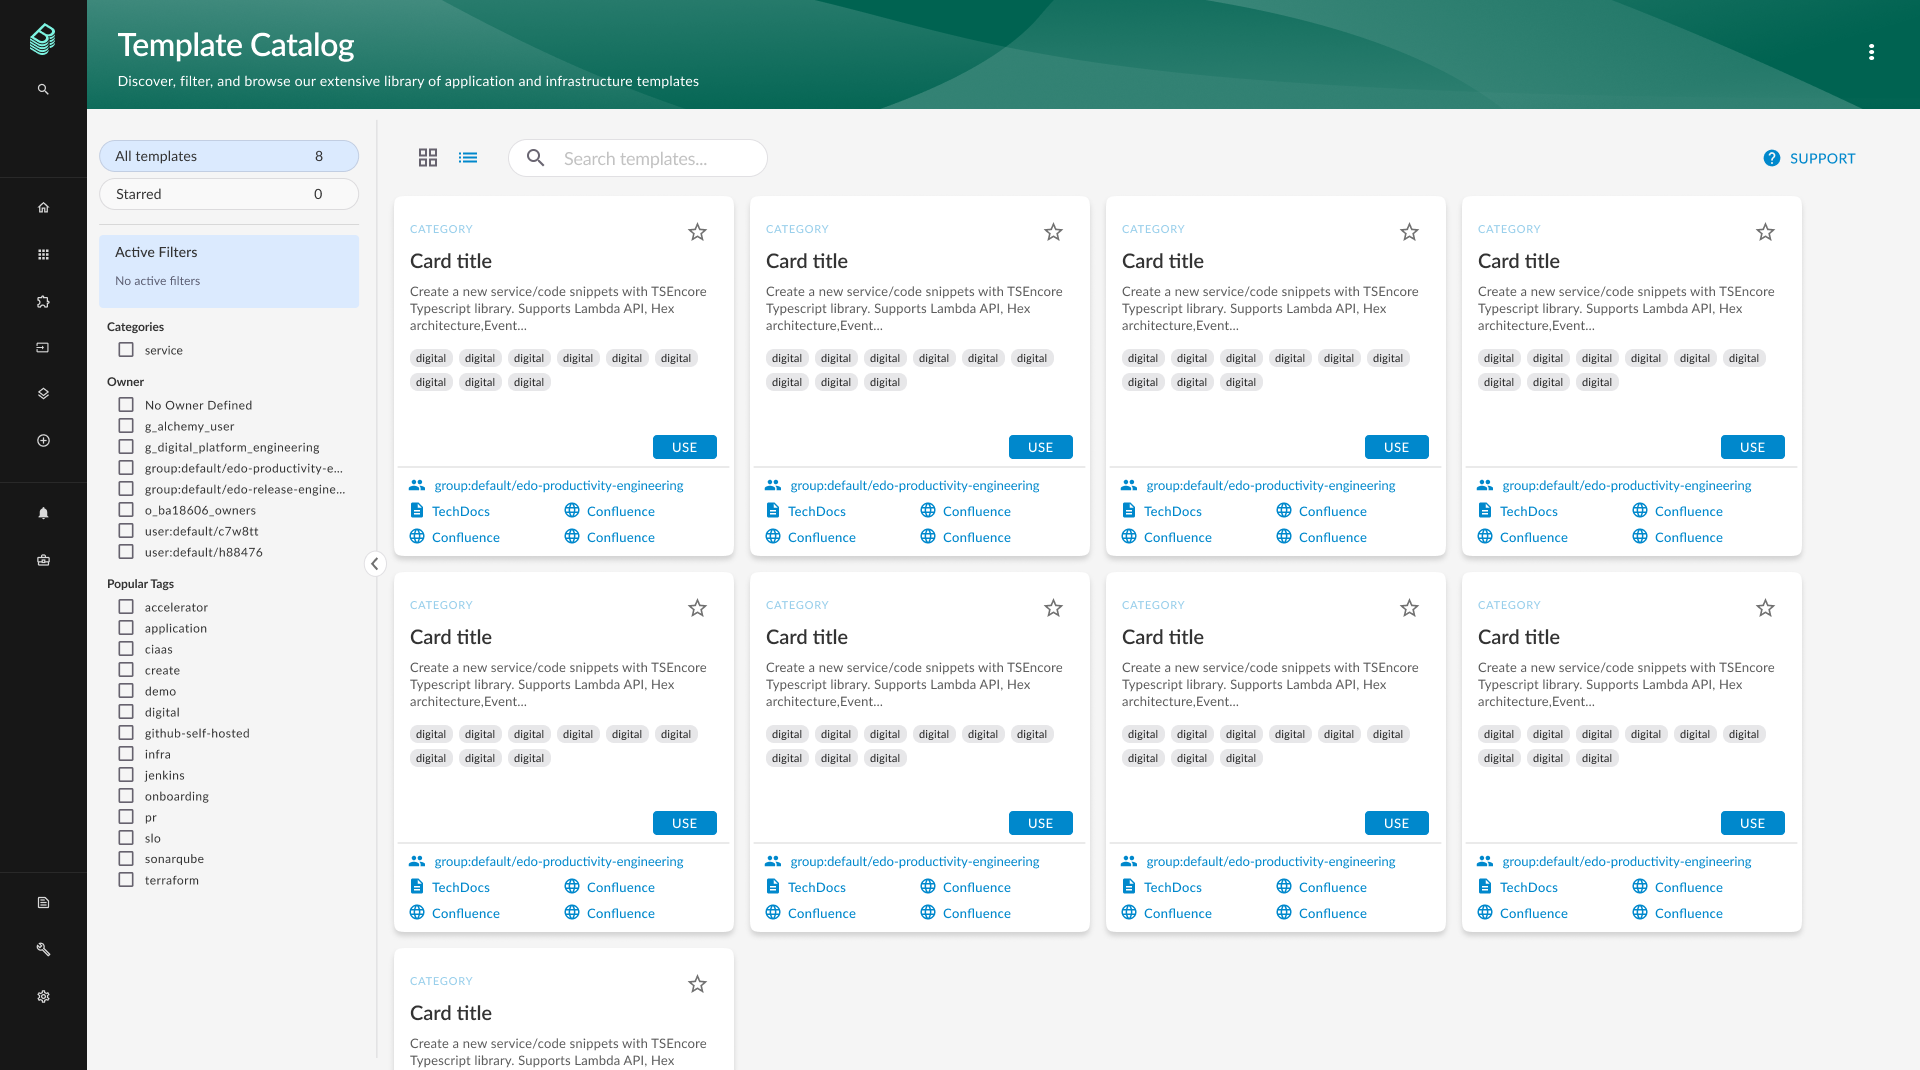 Template Catalog
Discover, filter, and browse our extensive library of application and infrastructure templates
All templates 8
Starred 0
Active Filters
No active filters
Categories
service
Owner
No Owner Defined
g_alchemy_user
g_digital_platform_engineering
group:default/edo-productivity-e...
group:default/edo-release-engine...
o_ba18606_owners
user:default/c7w8tt
user:default/h88476
Popular Tags
accelerator
application
ciaas
create
demo
digital
github-self-hosted
infra
jenkins
onboarding
pr
slo
sonarqube
terraform
Search templates...
SUPPORT
CATEGORY
Card title
Create a new service/code snippets with TSEncore
Typescript library. Supports Lambda API, Hex
architecture,Event...
digital digital digital digital digital digital
digital digital digital
USE
group:default/edo-productivity-engineering
TechDocs Confluence
Confluence Confluence
CATEGORY
Card title
Create a new service/code snippets with TSEncore
Typescript library. Supports Lambda API, Hex
architecture,Event...
digital digital digital digital digital digital
digital digital digital
USE
group:default/edo-productivity-engineering
TechDocs Confluence
Confluence Confluence
CATEGORY
Card title
Create a new service/code snippets with TSEncore
Typescript library. Supports Lambda API, Hex
architecture,Event...
digital digital digital digital digital digital
digital digital digital
USE
group:default/edo-productivity-engineering
TechDocs Confluence
Confluence Confluence
CATEGORY
Card title
Create a new service/code snippets with TSEncore
Typescript library. Supports Lambda API, Hex
architecture,Event...
digital digital digital digital digital digital
digital digital digital
USE
group:default/edo-productivity-engineering
TechDocs Confluence
Confluence Confluence
CATEGORY
Card title
Create a new service/code snippets with TSEncore
Typescript library. Supports Lambda API, Hex
architecture,Event...
digital digital digital digital digital digital
digital digital digital
USE
group:default/edo-productivity-engineering
TechDocs Confluence
Confluence Confluence
CATEGORY
Card title
Create a new service/code snippets with TSEncore
Typescript library. Supports Lambda API, Hex
architecture,Event...
digital digital digital digital digital digital
digital digital digital
USE
group:default/edo-productivity-engineering
TechDocs Confluence
Confluence Confluence
CATEGORY
Card title
Create a new service/code snippets with TSEncore
Typescript library. Supports Lambda API, Hex
architecture,Event...
digital digital digital digital digital digital
digital digital digital
USE
group:default/edo-productivity-engineering
TechDocs Confluence
Confluence Confluence
CATEGORY
Card title
Create a new service/code snippets with TSEncore
Typescript library. Supports Lambda API, Hex
architecture,Event...
digital digital digital digital digital digital
digital digital digital
USE
group:default/edo-productivity-engineering
TechDocs Confluence
Confluence Confluence
CATEGORY
Card title
Create a new service/code snippets with TSEncore
Typescript library. Supports Lambda API, Hex